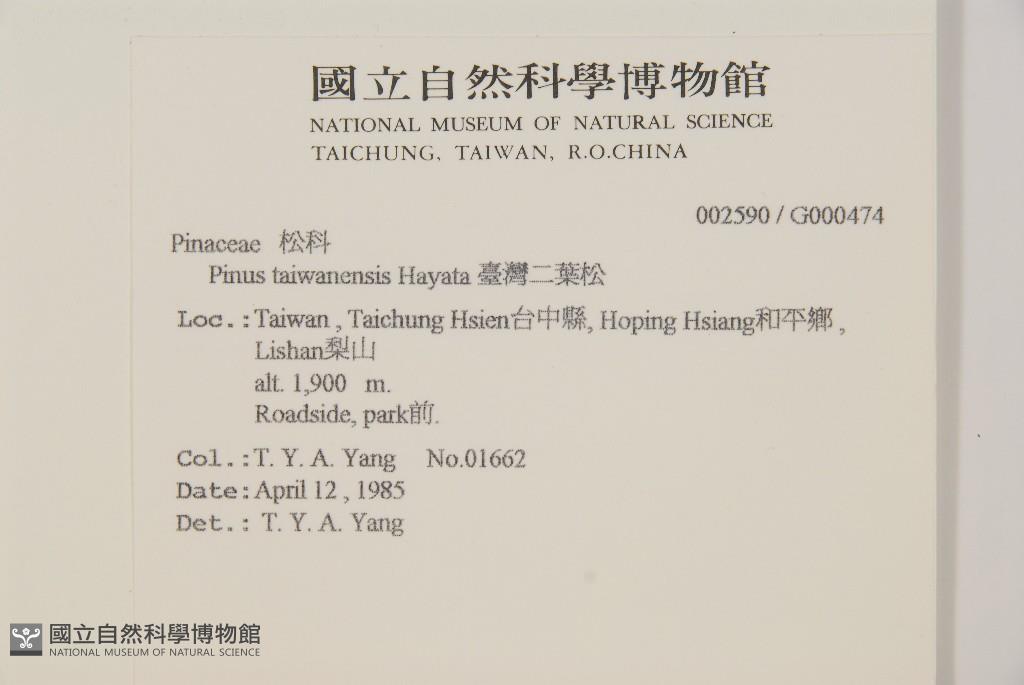 國立自然科學博物館
NATIONAL MUSEUM OF NATURAL SCIENCE
TAICHUNG, TAIWAN, R.O.CHINA
002590 / G000474
Pinaceae 松科
Pinus taiwanensis Hayata 臺灣二葉松
Loc.:Taiwan , Taichung Hsien台中縣, Hoping Hsiang和平鄉 ,
Lishan梨山
alt. 1,900 m.
Roadside, park前.
Col.:T. Y. A. Yang No.01662
Date:April 12 , 1985
Det.: T. Y. A. Yang
國立自然科學博物館
NATIONAL MUSEUM OF NATURAL SCIENCE